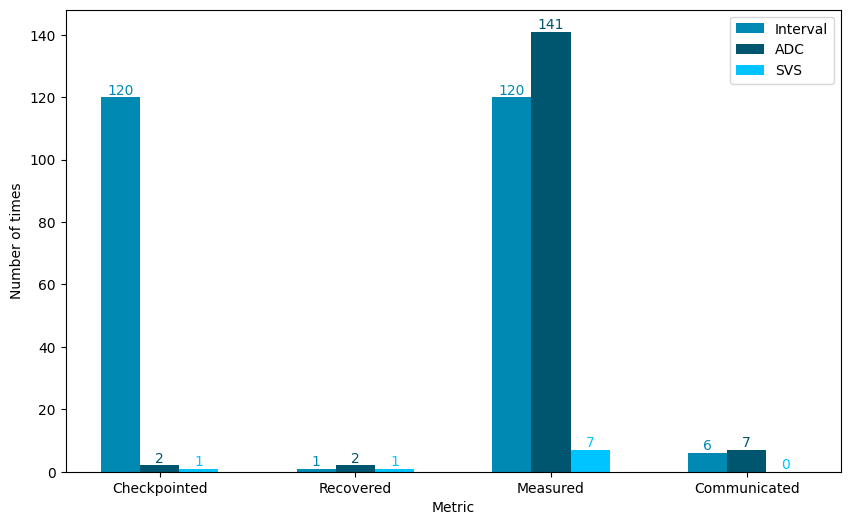 Number of times
140
120
100
80
60
40
20
0
120
2
1
1
2
1
120
141
7
6
7
0
Interval
ADC
SVS
Checkpointed
Recovered
Measured
Communicated
Metric